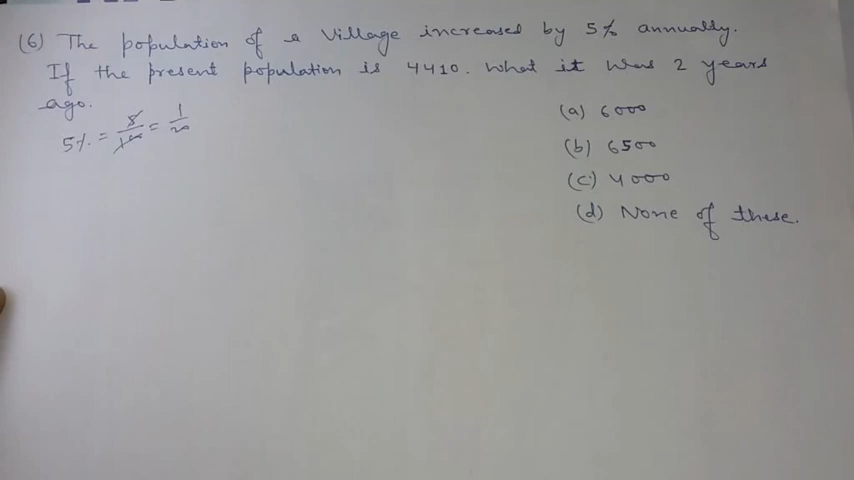 (6) The population of a Village increased by 5% annually.
If the present population is 4410. What it was 2 years
ago.
5% = 5/100 = 1/20
(a) 6000
(b) 6500
(c) 4000
(d) None of these.